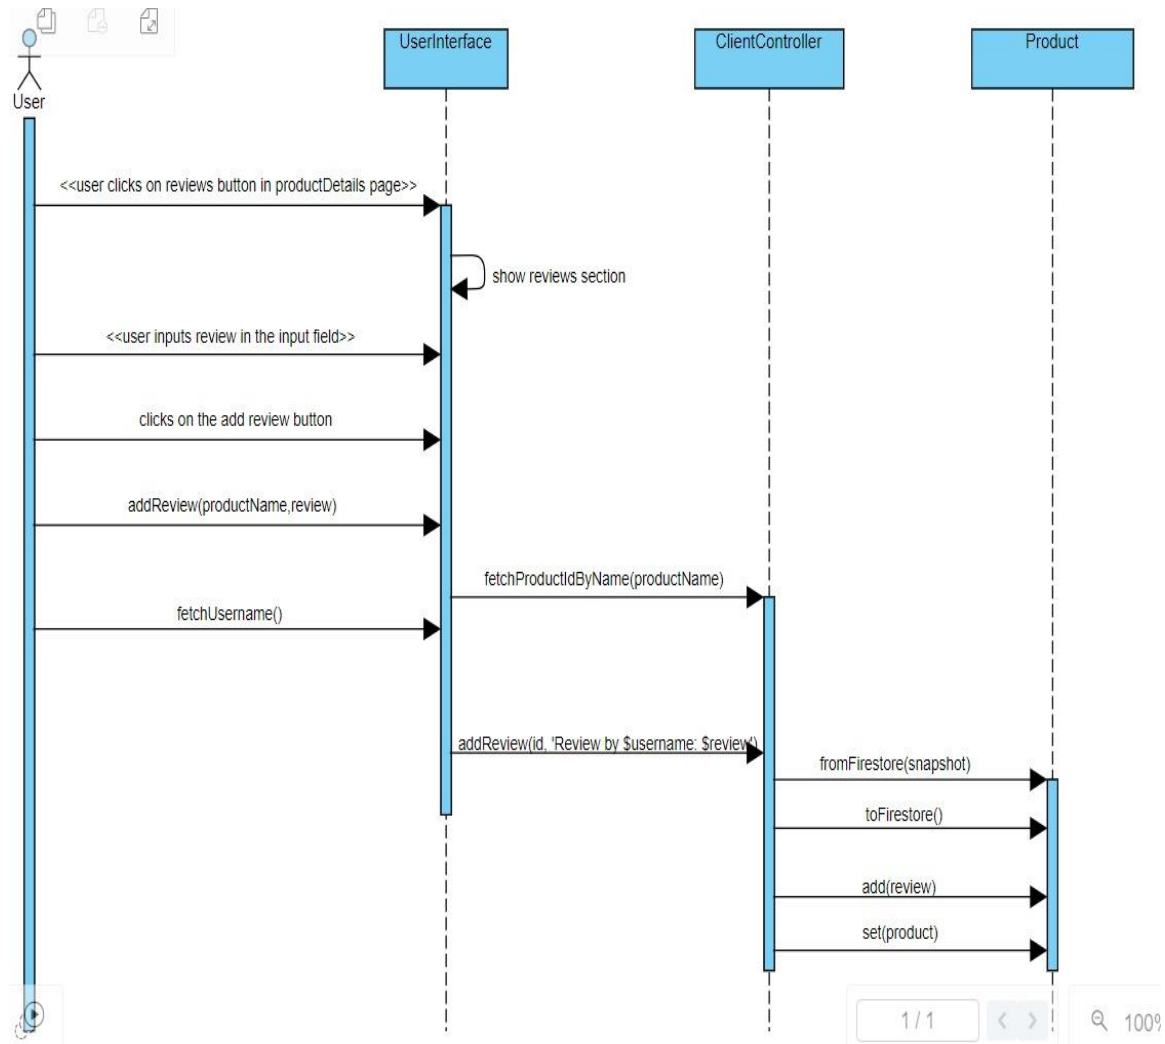 UserInterface
ClientController
Product
User
<<user clicks on reviews button in productDetails page>>
show reviews section
<<user inputs review in the input field>>
clicks on the add review button
addReview(productName,review)
fetchProductIdByName(productName)
fetchUsername()
addReview(id, 'Review by $username: $review')
fromFirestore(snapshot)
toFirestore()
add(review)
set(product)
1 / 1
100%